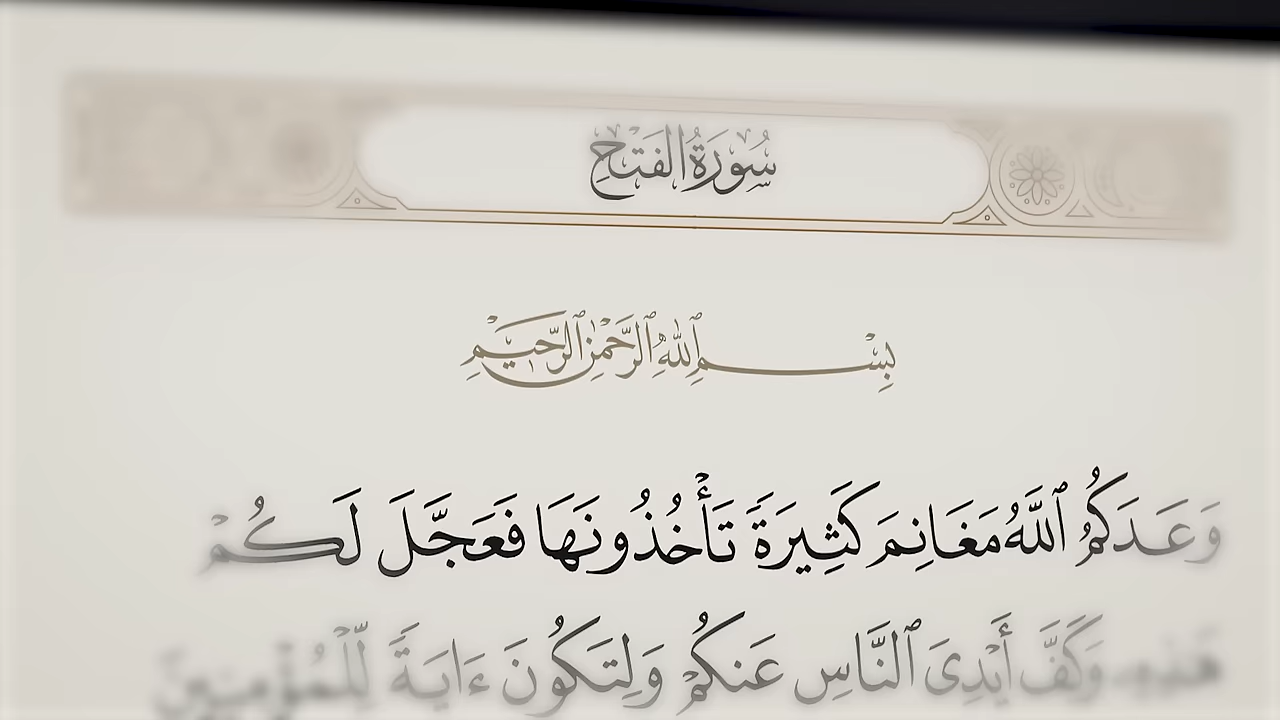 سُورَةُ الفَتْحِ
بِسْمِ ٱللَّهِ ٱلرَّحْمَٰنِ ٱلرَّحِيمِ
وَعَدَكُمُ ٱللَّهُ مَغَانِمَ كَثِيرَةً تَأْخُذُونَهَا فَعَجَّلَ لَكُمْ
هَٰذِهِۦ وَكَفَّ أَيْدِىَ ٱلنَّاسِ عَنكُمْ وَلِتَكُونَ ءَايَةً لِّلْمُؤْمِنِينَ